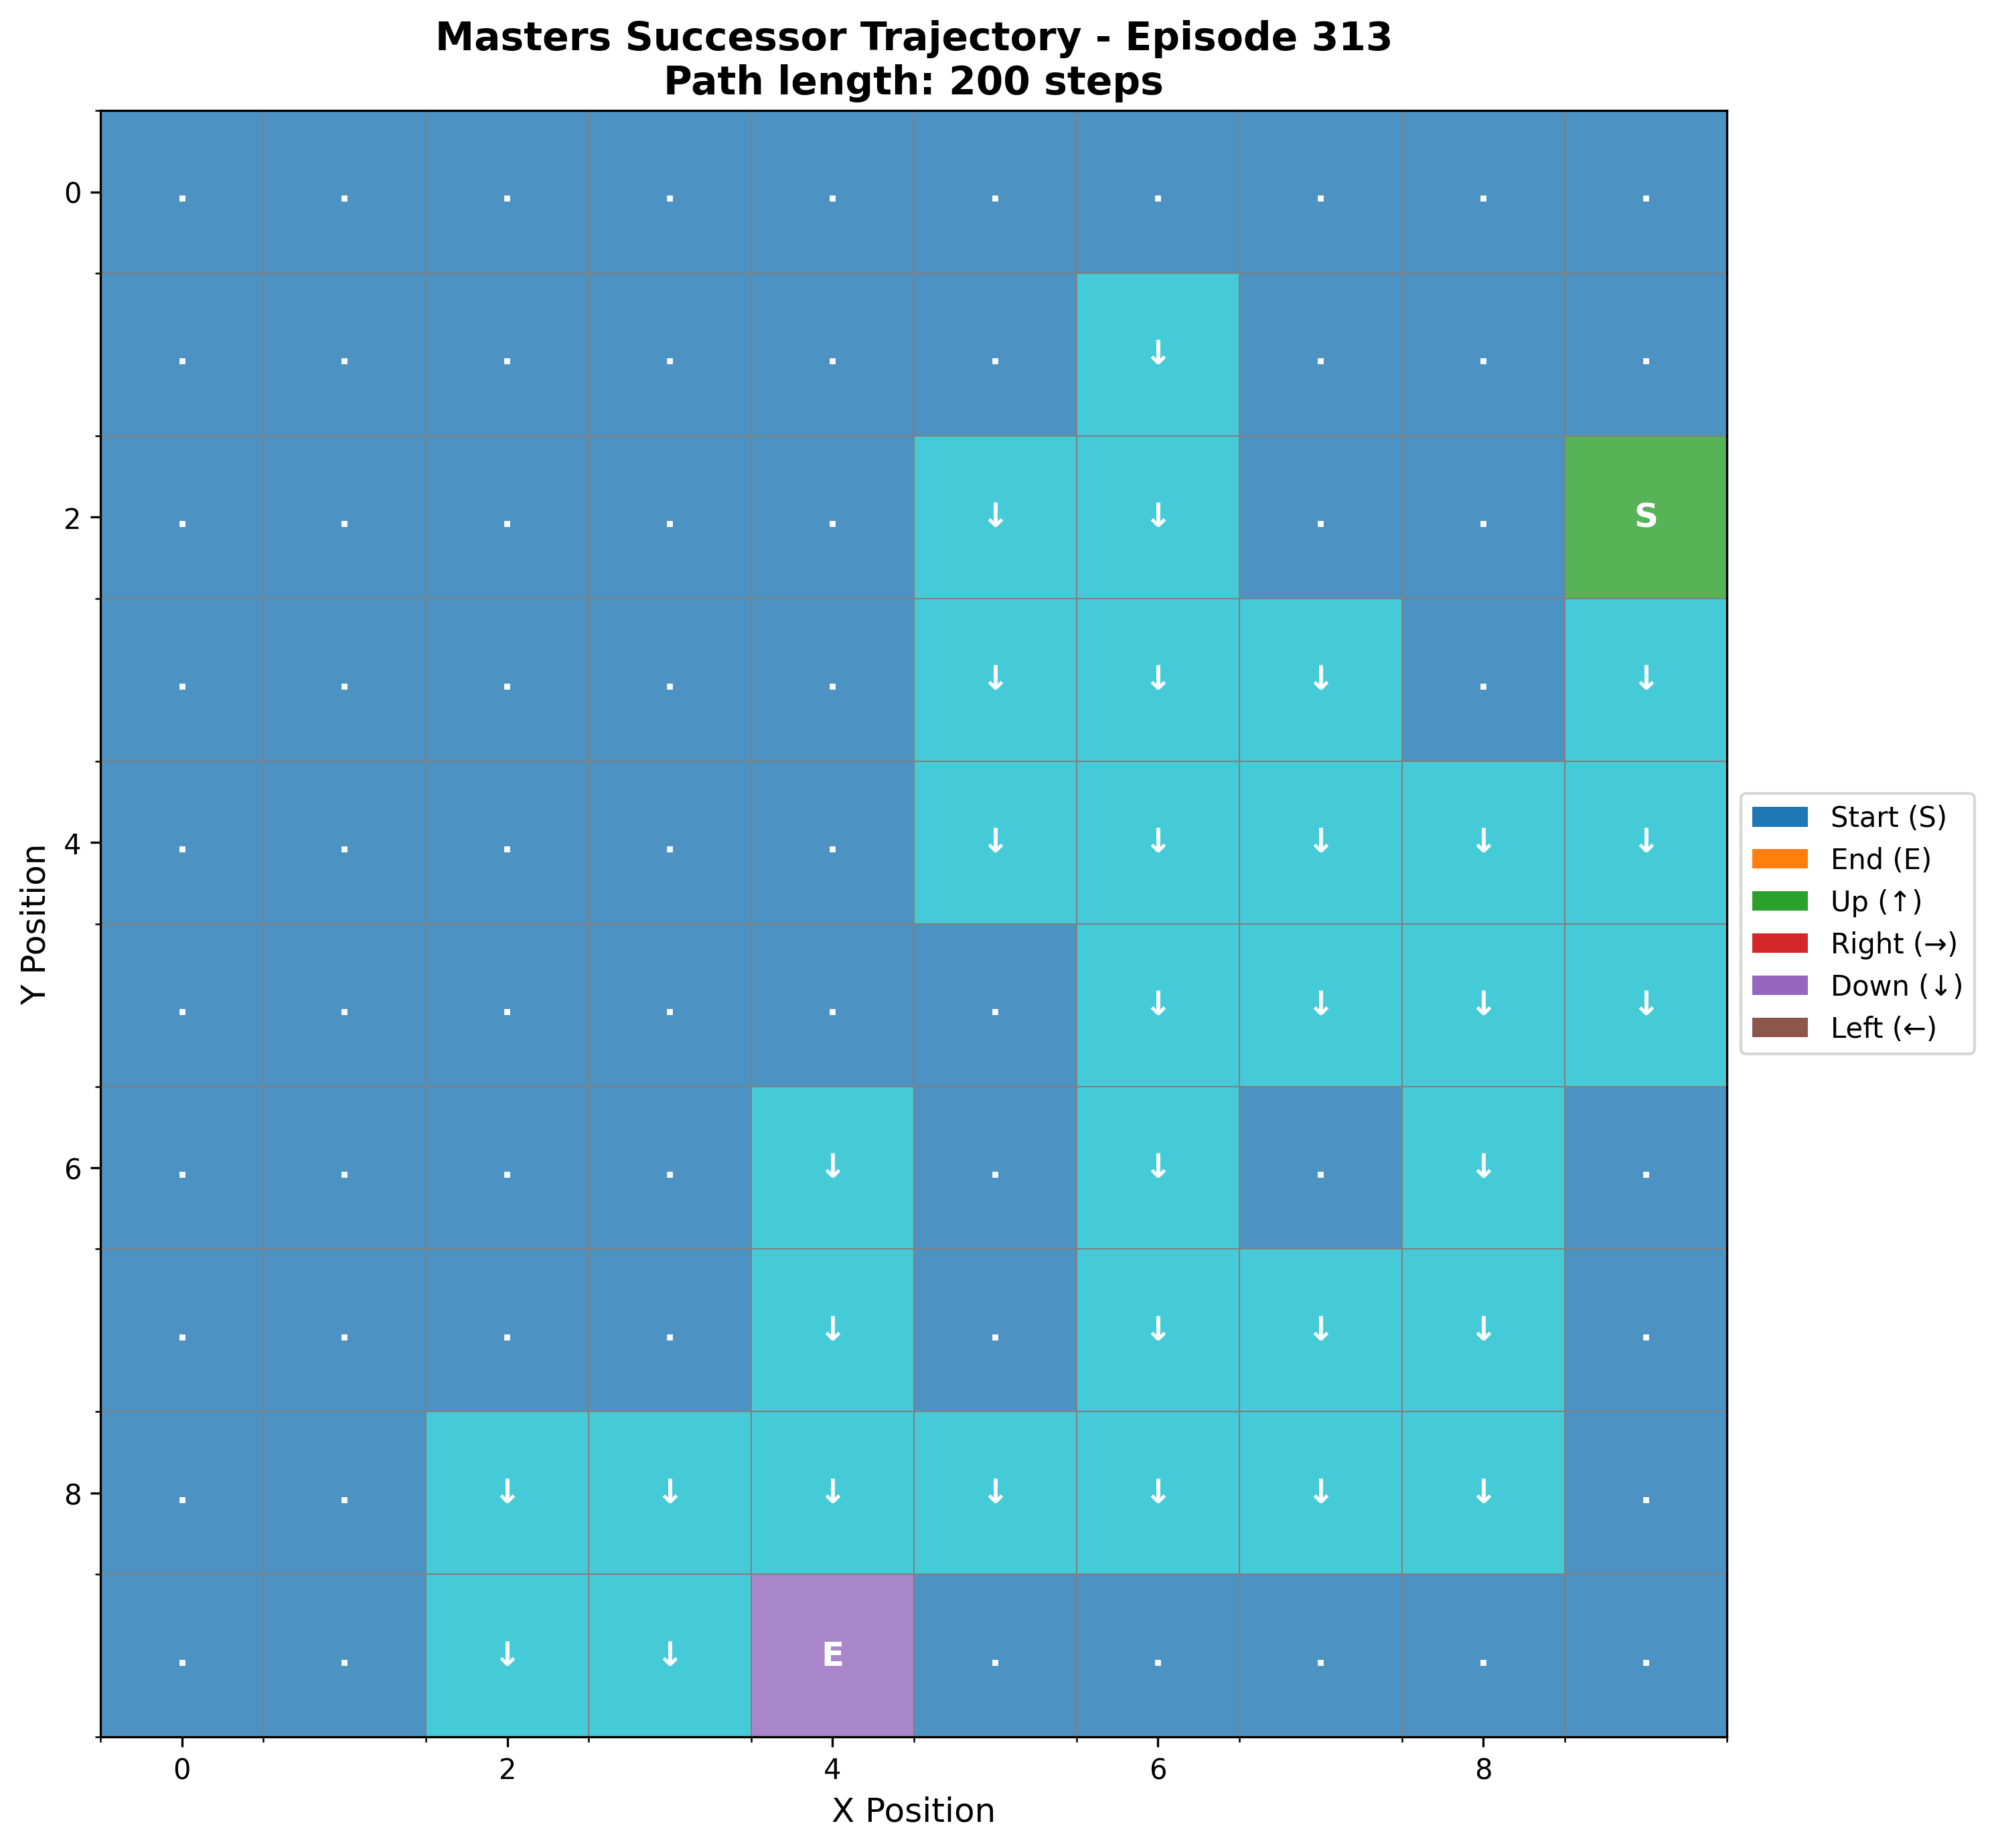 Masters Successor Trajectory - Episode 313
Path length: 200 steps
0 . . . . . . . . . .
. . . . . . ↓ . . .
2 . . . . . ↓ ↓ . . S
. . . . . ↓ ↓ ↓ . ↓
4 . . . . . ↓ ↓ ↓ ↓ ↓
. . . . . . ↓ ↓ ↓ ↓
6 . . . . ↓ . ↓ . ↓ .
. . . . ↓ . ↓ ↓ ↓ .
8 . . ↓ ↓ ↓ ↓ ↓ ↓ ↓ .
. . ↓ ↓ E . . . . .
0 2 4 6 8
X Position
Y Position
Start (S)
End (E)
Up (↑)
Right (→)
Down (↓)
Left (←)